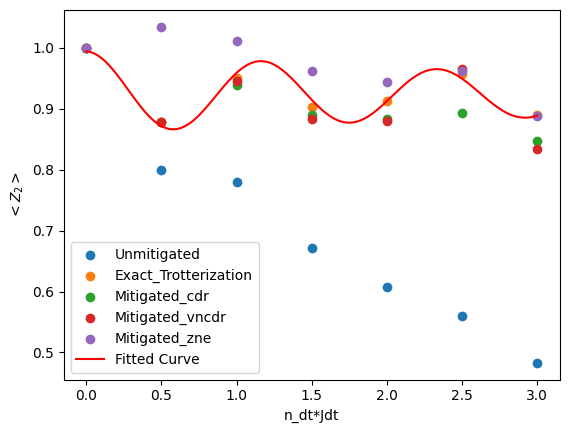 1.0
0.9
0.8
0.7
0.6
0.5
< Z₂ >
Unmitigated
Exact_Trotterization
Mitigated_cdr
Mitigated_vncdr
Mitigated_zne
Fitted Curve
0.0 0.5 1.0 1.5 2.0 2.5 3.0
n_dt*Jdt